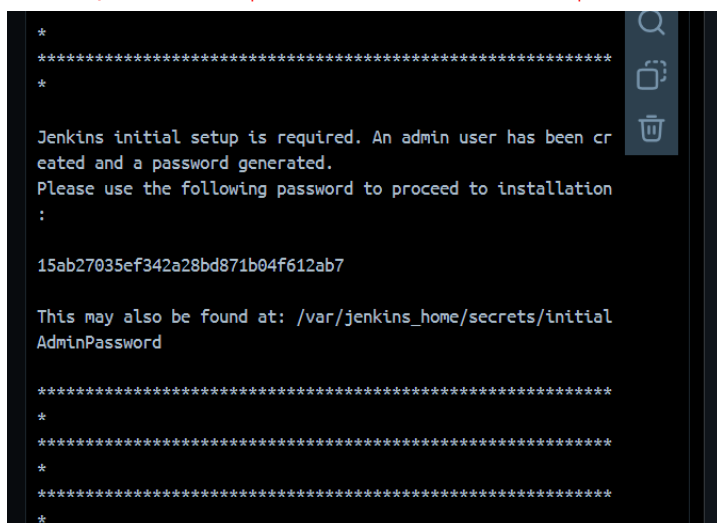 *
************************************************************
*
Jenkins initial setup is required. An admin user has been cr
eated and a password generated.
Please use the following password to proceed to installation
:
15ab27035ef342a28bd871b04f612ab7
This may also be found at: /var/jenkins_home/secrets/initial
AdminPassword
************************************************************
*
************************************************************
*
************************************************************
*